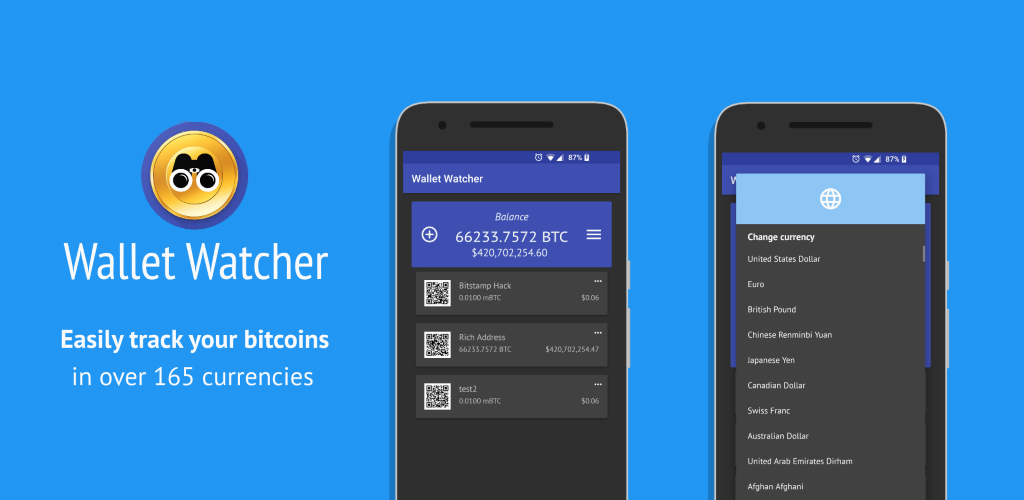 Wallet Watcher
Easily track your bitcoins
in over 165 currencies
87%
Wallet Watcher
Balance
66233.7572 BTC
$420,702,254.60
Bitstamp Hack
0.0100 mBTC $0.06
Rich Address
66233.7572 BTC $420,702,254.47
test2
0.0100 mBTC $0.06
87%
W
Change currency
United States Dollar
Euro
British Pound
Chinese Renminbi Yuan
Japanese Yen
Canadian Dollar
Swiss Franc
Australian Dollar
United Arab Emirates Dirham
Afghan Afghani